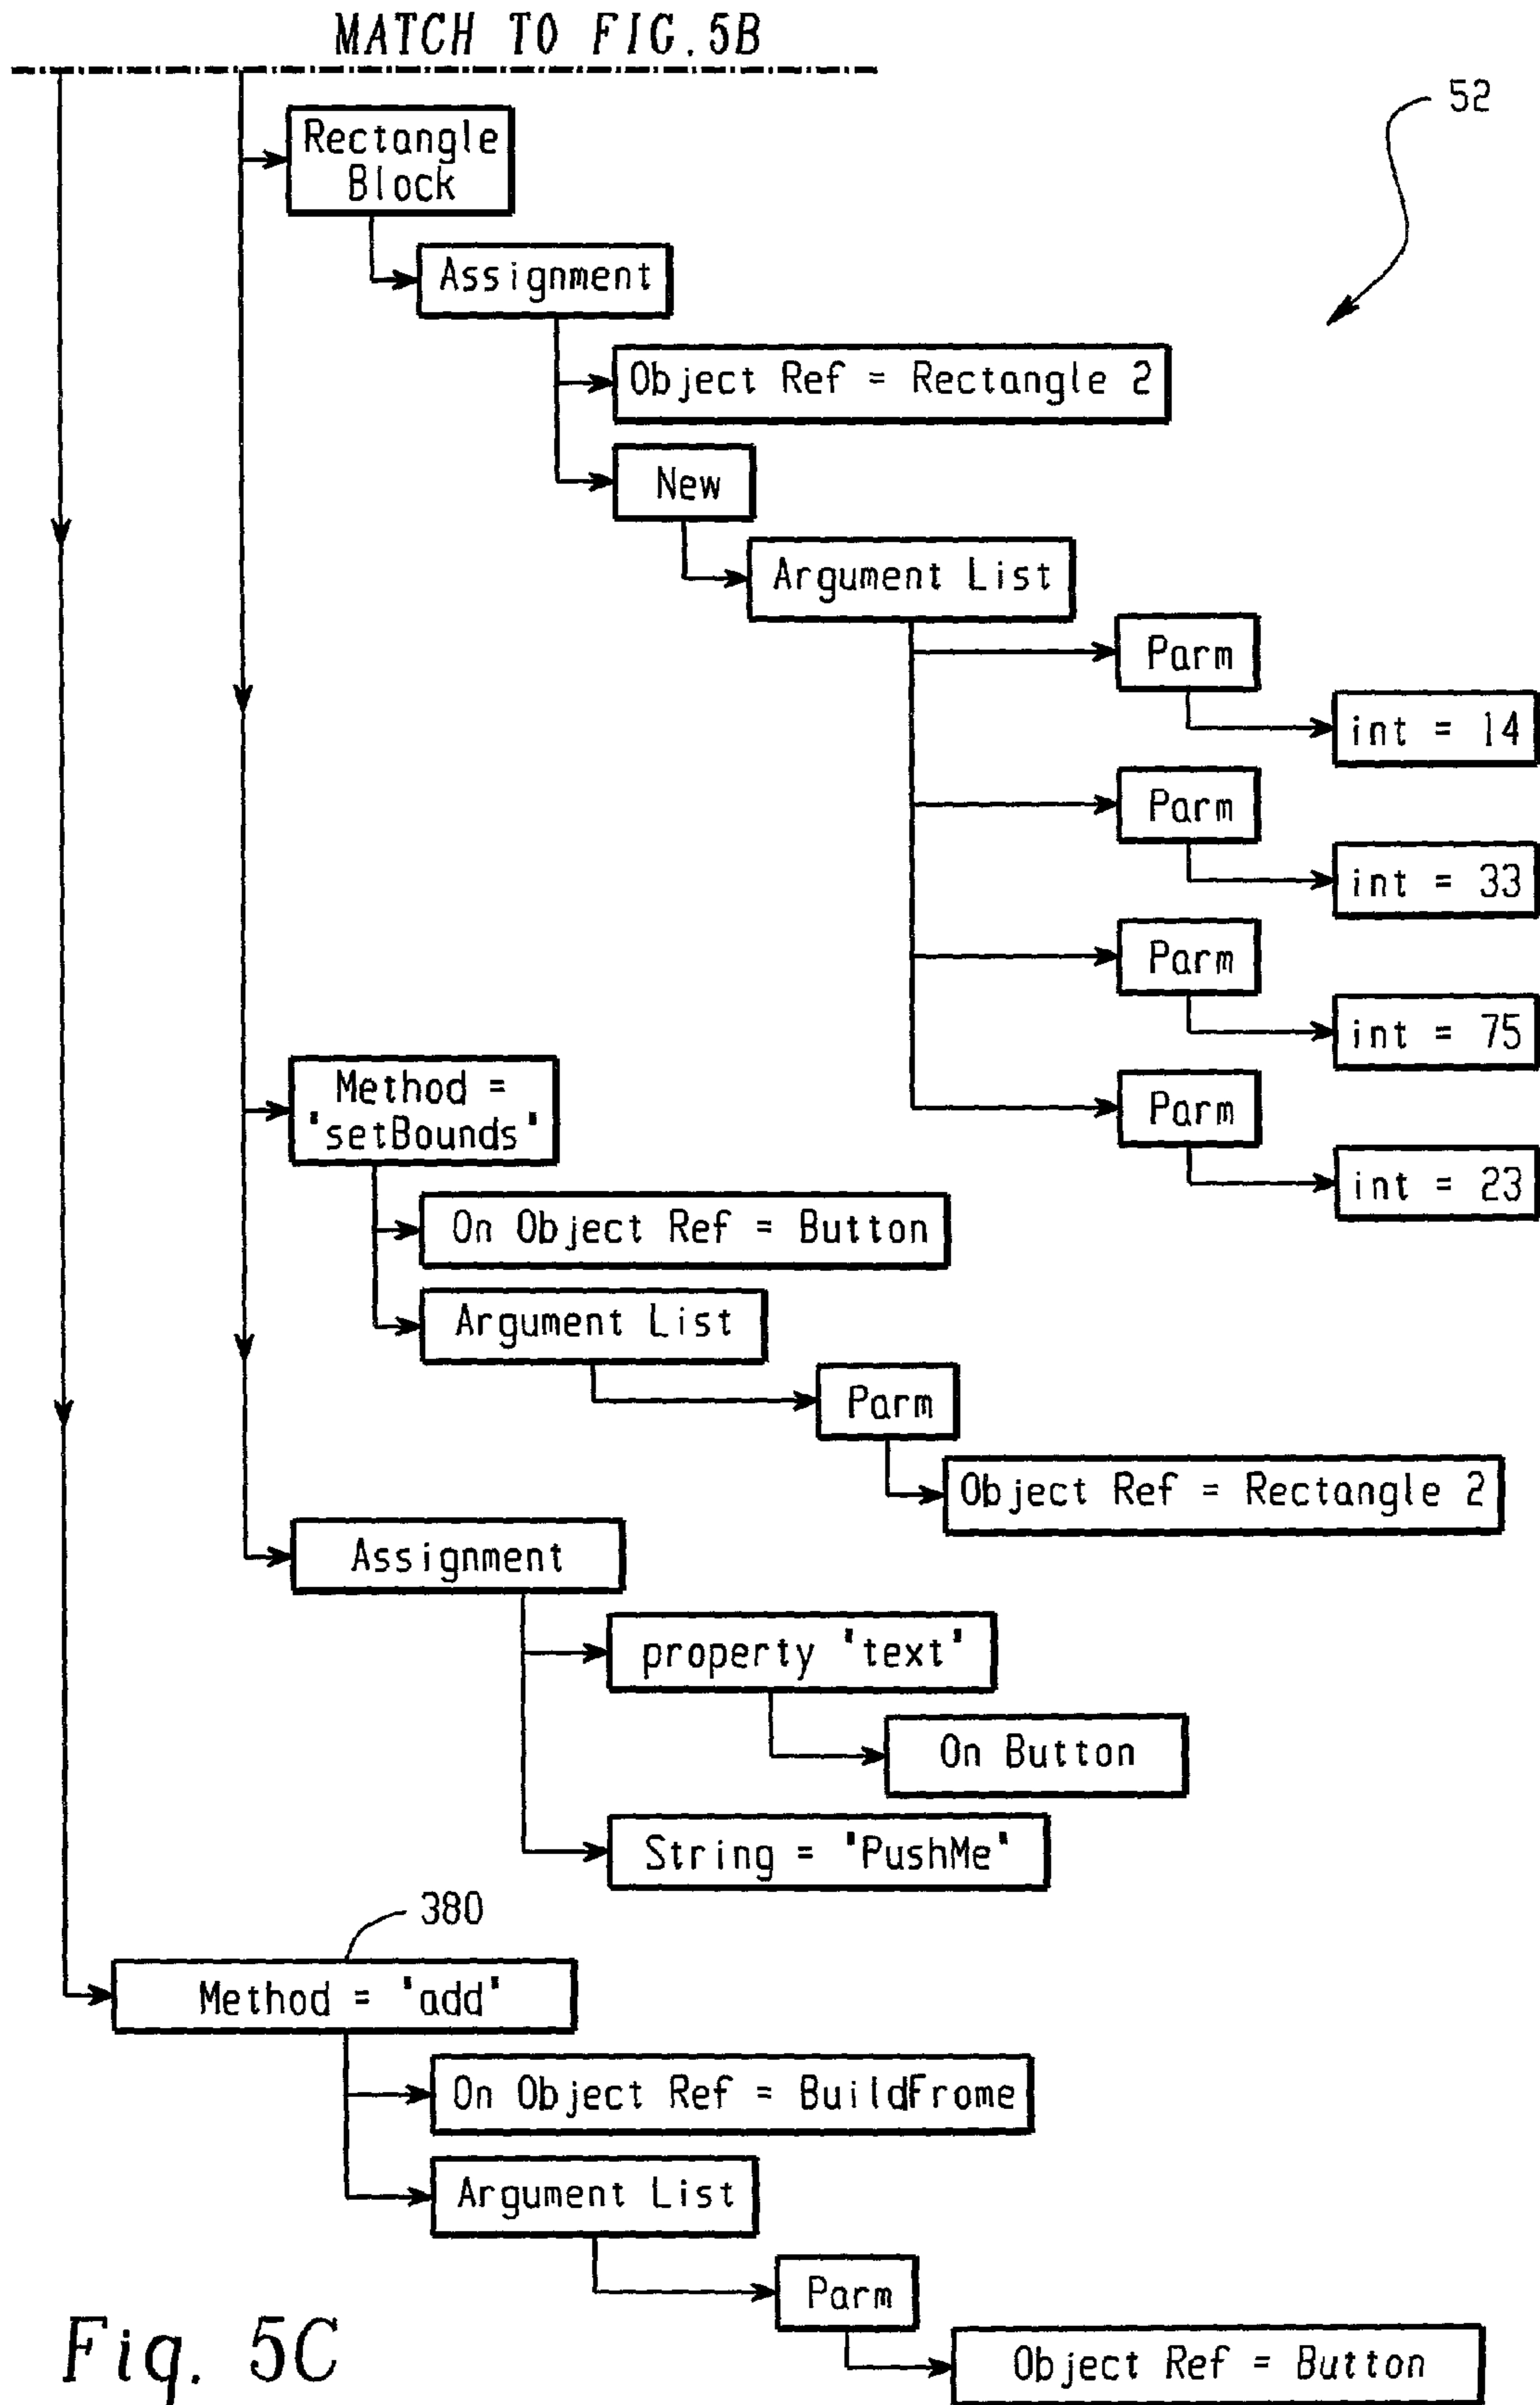 MATCH TO FIG.5B
52
Rectangle
Block
Assignment
Object Ref = Rectangle 2
New
Argument List
Parm
int = 14
Parm
int = 33
Parm
int = 75
Parm
int = 23
Method =
"setBounds"
On Object Ref = Button
Argument List
Parm
Object Ref = Rectangle 2
Assignment
property "text"
On Button
String = "PushMe"
380
Method = "add"
On Object Ref = BuildFrome
Argument List
Parm
Object Ref = Button
Fig. 5C